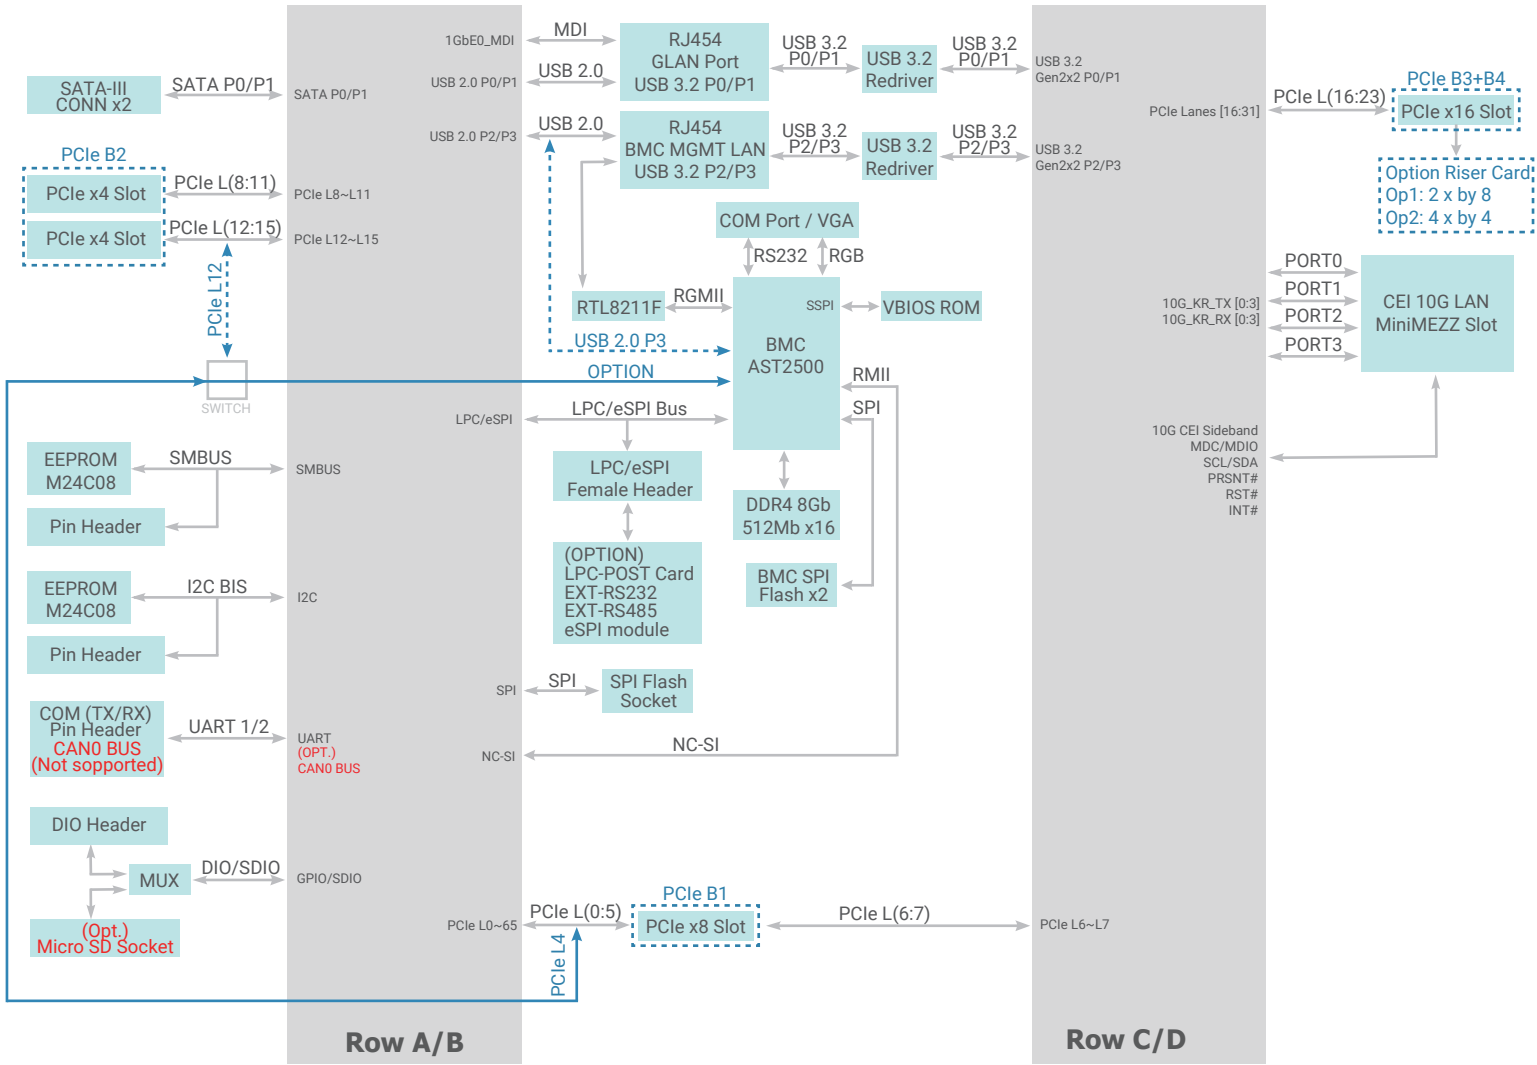 MDI
1GbE0_MDI
RJ454
GLAN Port
USB 3.2 P0/P1
USB 3.2
P0/P1
USB 3.2
Redriver
USB 3.2
P0/P1
USB 3.2
Gen2x2 P0/P1
PCIe B3+B4
SATA-III
CONN x2
SATA P0/P1
SATA P0/P1
USB 2.0 P0/P1
USB 2.0
PCIe Lanes [16:31]
PCIe L(16:23)
PCIe x16 Slot
USB 2.0 P2/P3
USB 2.0
RJ454
BMC MGMT LAN
USB 3.2 P2/P3
USB 3.2
P2/P3
USB 3.2
Redriver
USB 3.2
P2/P3
USB 3.2
Gen2x2 P2/P3
Option Riser Card
Op1: 2 x by 8
Op2: 4 x by 4
PCIe B2
PCIe x4 Slot
PCIe L(8:11)
PCIe L8~L11
PCIe x4 Slot
PCIe L(12:15)
PCIe L12~L15
PCIe L12
SWITCH
COM Port / VGA
RS232
RGB
RTL8211F
RGMII
SSPI
VBIOS ROM
BMC
AST2500
USB 2.0 P3
OPTION
RMII
SPI
PORT0
PORT1
PORT2
PORT3
10G_KR_TX [0:3]
10G_KR_RX [0:3]
CEI 10G LAN
MiniMEZZ Slot
LPC/eSPI
LPC/eSPI Bus
10G CEI Sideband
MDC/MDIO
SCL/SDA
PRSNT#
RST#
INT#
EEPROM
M24C08
SMBUS
SMBUS
Pin Header
LPC/eSPI
Female Header
DDR4 8Gb
512Mb x16
(OPTION)
LPC-POST Card
EXT-RS232
EXT-RS485
eSPI module
BMC SPI
Flash x2
EEPROM
M24C08
I2C BIS
I2C
Pin Header
SPI
SPI
SPI Flash
Socket
COM (TX/RX)
Pin Header
CAN0 BUS
(Not sopported)
UART 1/2
UART
(OPT.)
CAN0 BUS
NC-SI
NC-SI
DIO Header
MUX
DIO/SDIO
GPIO/SDIO
(Opt.)
Micro SD Socket
PCIe B1
PCIe L0~65
PCIe L(0:5)
PCIe x8 Slot
PCIe L(6:7)
PCIe L6~L7
PCIe L4
Row A/B
Row C/D